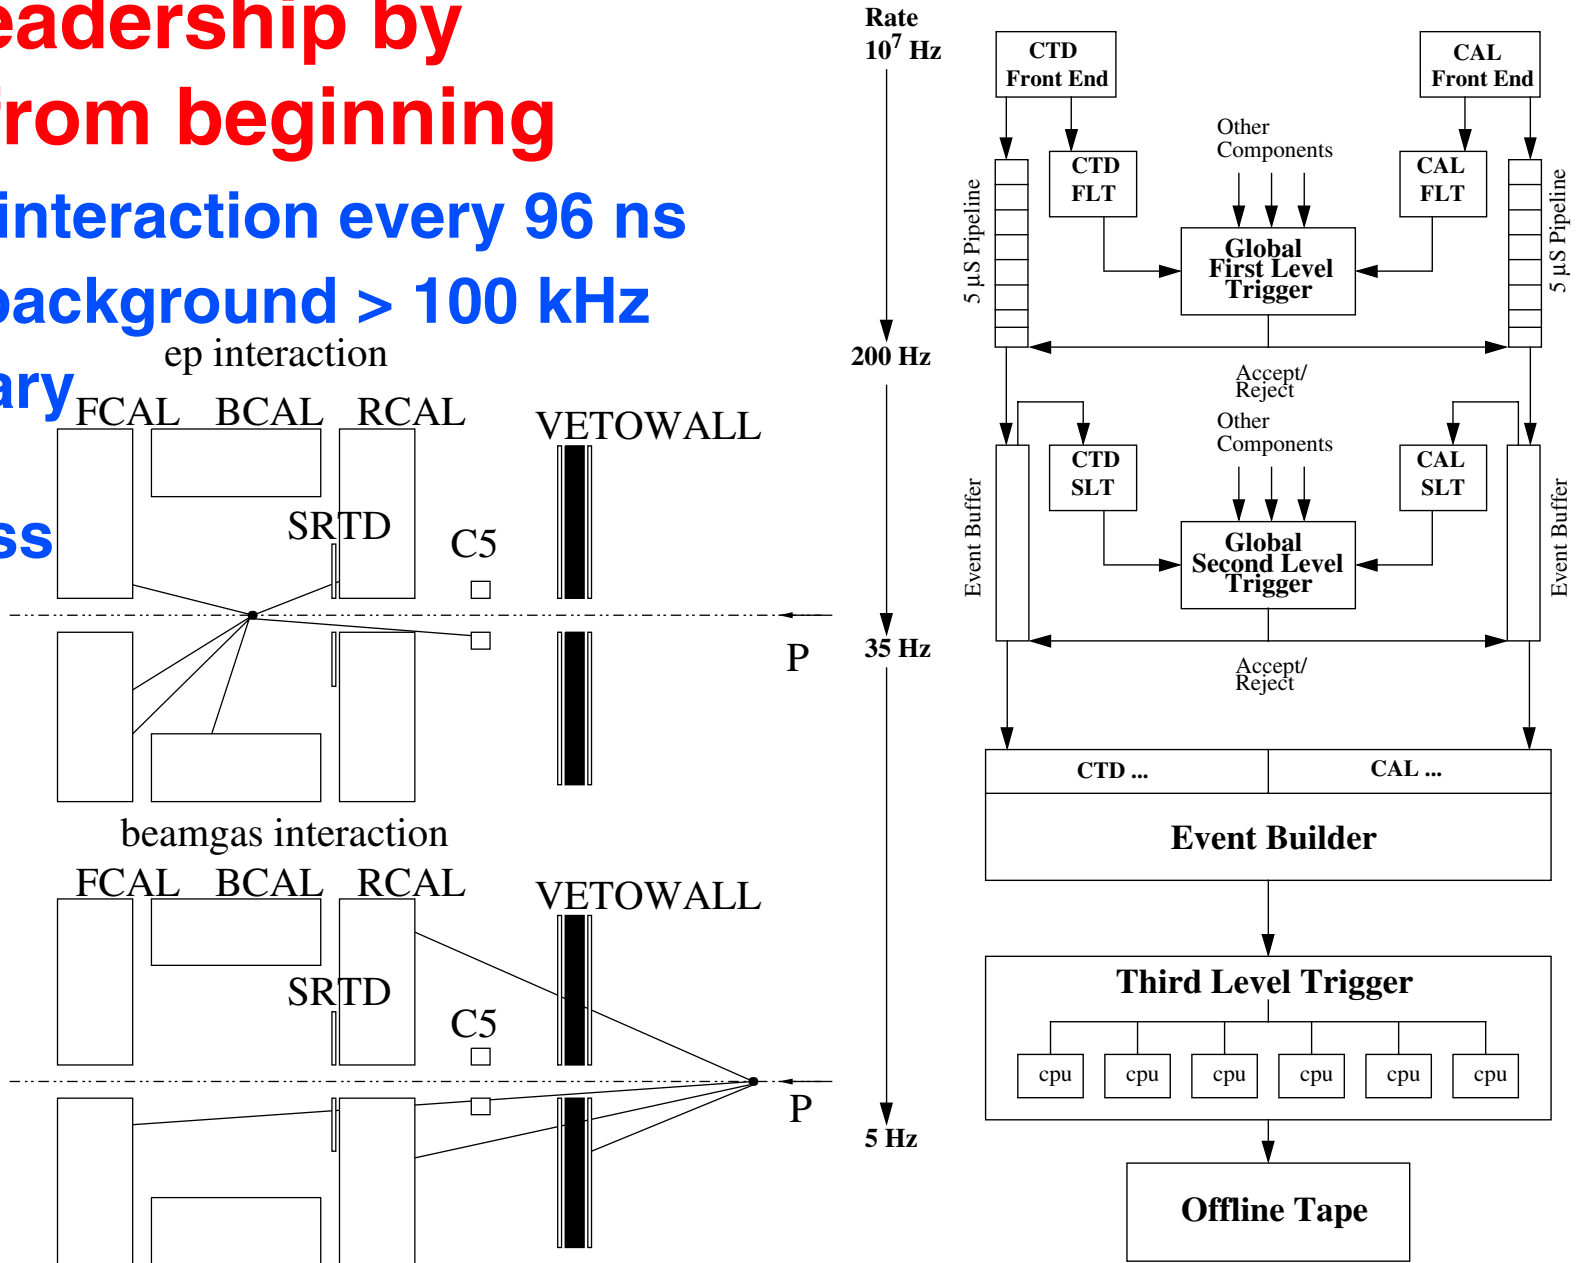 eadership by
from beginning
interaction every 96 ns
background > 100 kHz
ary
ss
ep interaction
FCAL BCAL RCAL VETOWALL
SRTD
C5
P
beamgas interaction
FCAL BCAL RCAL VETOWALL
SRTD
C5
P
Rate
10⁷ Hz
200 Hz
35 Hz
5 Hz
CTD
Front End
CAL
Front End
Other
Components
CTD
FLT
CAL
FLT
5 µS Pipeline
Global
First Level
Trigger
5 µS Pipeline
Accept/
Reject
Other
Components
CTD
SLT
CAL
SLT
Event Buffer
Global
Second Level
Trigger
Event Buffer
Accept/
Reject
CTD ...
CAL ...
Event Builder
Third Level Trigger
cpu cpu cpu cpu cpu cpu
Offline Tape